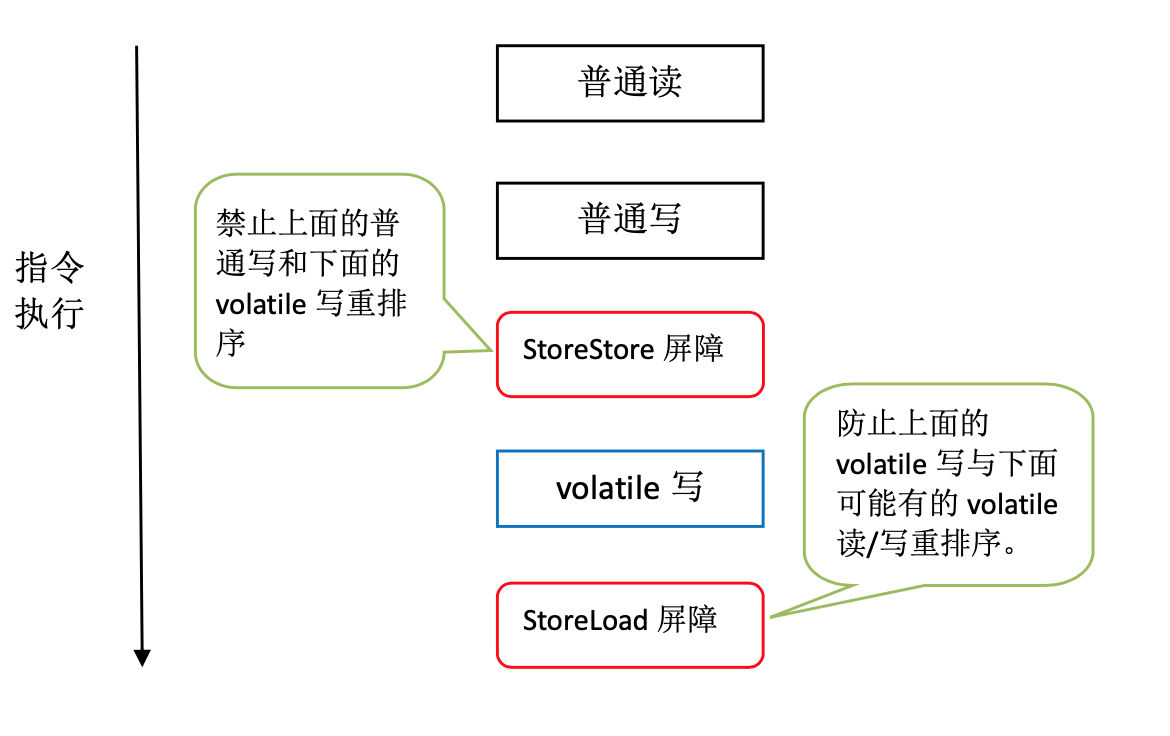 普通读
普通写
禁止上面的普
通写和下面的
volatile 写重排
序
指令
执行
StoreStore 屏障
volatile 写
防止上面的
volatile 写与下面
可能有的 volatile
读/写重排序。
StoreLoad 屏障